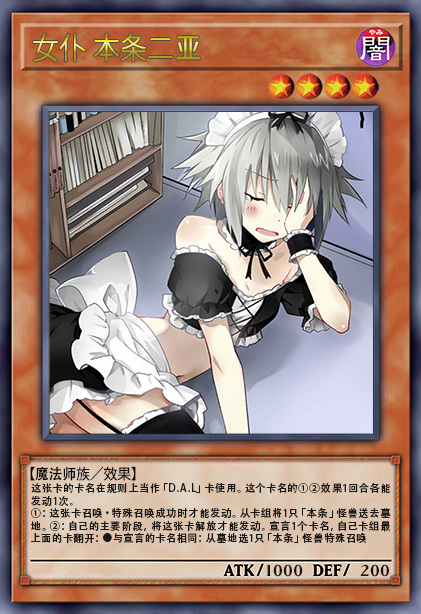 女仆 本条二亚
やみ
闇
【魔法师族／效果】
这张卡的卡名在规则上当作「D.A.L」卡使用。这个卡名的①②效果1回合各能
发动1次。
①：这张卡召唤·特殊召唤成功时才能发动。从卡组将1只「本条」怪兽送去墓
地。②：自己的主要阶段，将这张卡解放才能发动。宣言1个卡名，自己卡组最
上面的卡翻开：●与宣言的卡名相同：从墓地选1只「本条」怪兽特殊召唤
ATK/1000 DEF/ 200